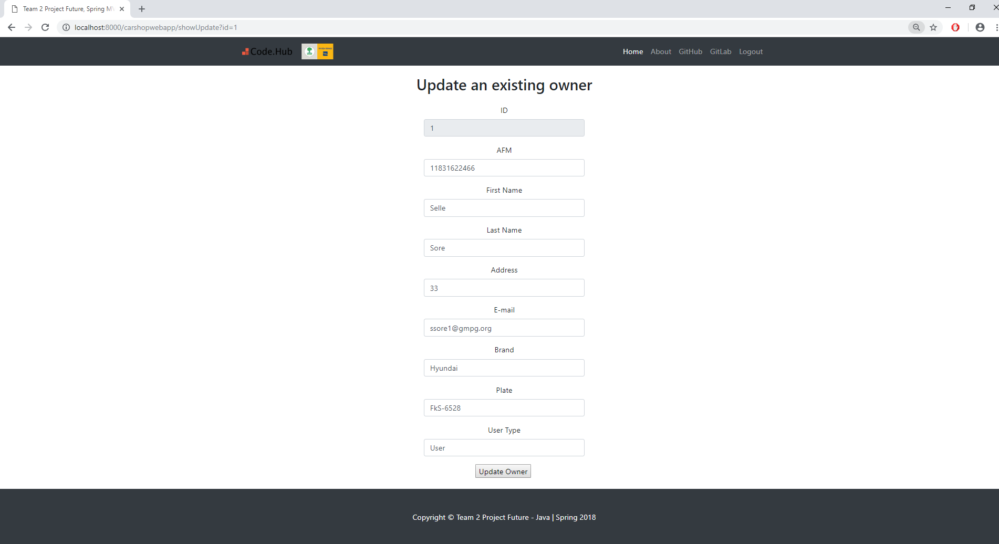 Team 2 Project Future, Spring MV
localhost:8000/carshopwebapp/showUpdate?id=1
Code.Hub
Home About GitHub GitLab Logout
Update an existing owner
ID
1
AFM
11831622466
First Name
Selle
Last Name
Sore
Address
33
E-mail
ssore1@gmpg.org
Brand
Hyundai
Plate
FkS-6528
User Type
User
Update Owner
Copyright © Team 2 Project Future - Java | Spring 2018